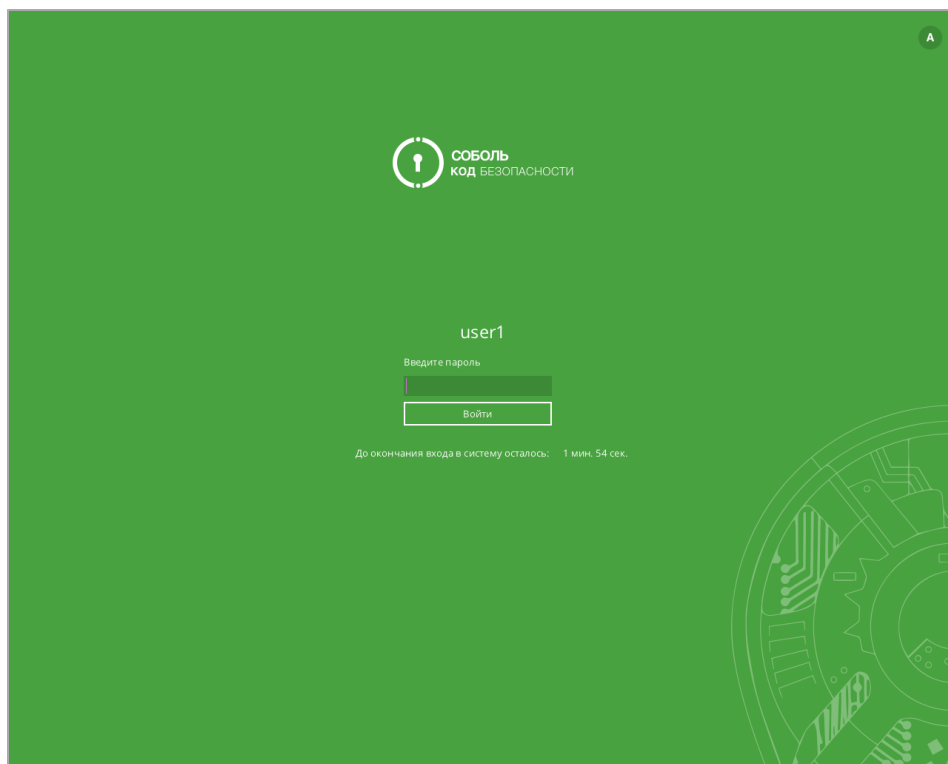 A
СОБОЛЬ
КОД БЕЗОПАСНОСТИ
user1
Введите пароль
Войти
До окончания входа в систему осталось: 1 мин. 54 сек.